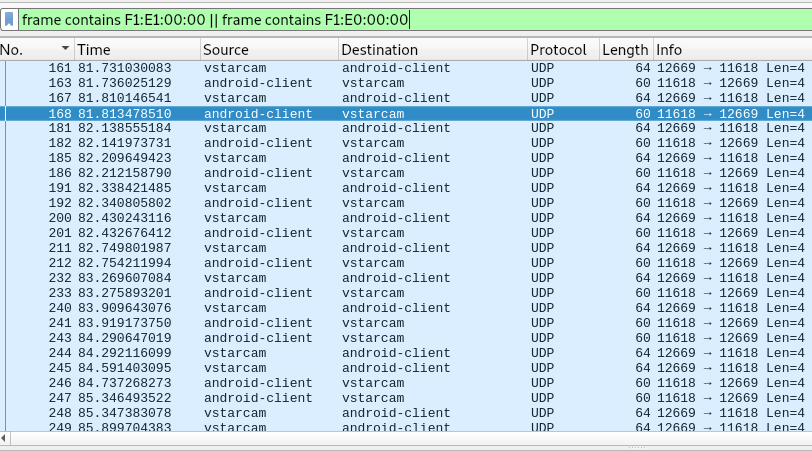 frame contains F1:E1:00:00 || frame contains F1:E0:00:00
No. Time Source Destination Protocol Length Info
161 81.731030083 vstarcam android-client UDP 64 12669 → 11618 Len=4
163 81.736025129 android-client vstarcam UDP 60 11618 → 12669 Len=4
167 81.810146541 vstarcam android-client UDP 64 12669 → 11618 Len=4
168 81.813478510 android-client vstarcam UDP 60 11618 → 12669 Len=4
181 82.138555184 vstarcam android-client UDP 64 12669 → 11618 Len=4
182 82.141973731 android-client vstarcam UDP 60 11618 → 12669 Len=4
185 82.209649423 vstarcam android-client UDP 64 12669 → 11618 Len=4
186 82.212158790 android-client vstarcam UDP 60 11618 → 12669 Len=4
191 82.338421485 vstarcam android-client UDP 64 12669 → 11618 Len=4
192 82.340805802 android-client vstarcam UDP 60 11618 → 12669 Len=4
200 82.430243116 vstarcam android-client UDP 64 12669 → 11618 Len=4
201 82.432676412 android-client vstarcam UDP 60 11618 → 12669 Len=4
211 82.749801987 vstarcam android-client UDP 64 12669 → 11618 Len=4
212 82.754211994 android-client vstarcam UDP 60 11618 → 12669 Len=4
232 83.269607084 vstarcam android-client UDP 64 12669 → 11618 Len=4
233 83.275893201 android-client vstarcam UDP 60 11618 → 12669 Len=4
240 83.909643076 vstarcam android-client UDP 64 12669 → 11618 Len=4
241 83.919173750 android-client vstarcam UDP 60 11618 → 12669 Len=4
243 84.290647019 android-client vstarcam UDP 60 11618 → 12669 Len=4
244 84.292116099 vstarcam android-client UDP 64 12669 → 11618 Len=4
245 84.591403095 vstarcam android-client UDP 64 12669 → 11618 Len=4
246 84.737268273 android-client vstarcam UDP 60 11618 → 12669 Len=4
247 85.346493522 android-client vstarcam UDP 60 11618 → 12669 Len=4
248 85.347383078 vstarcam android-client UDP 64 12669 → 11618 Len=4
249 85.899704383 vstarcam android-client UDP 64 12669 → 11618 Len=4